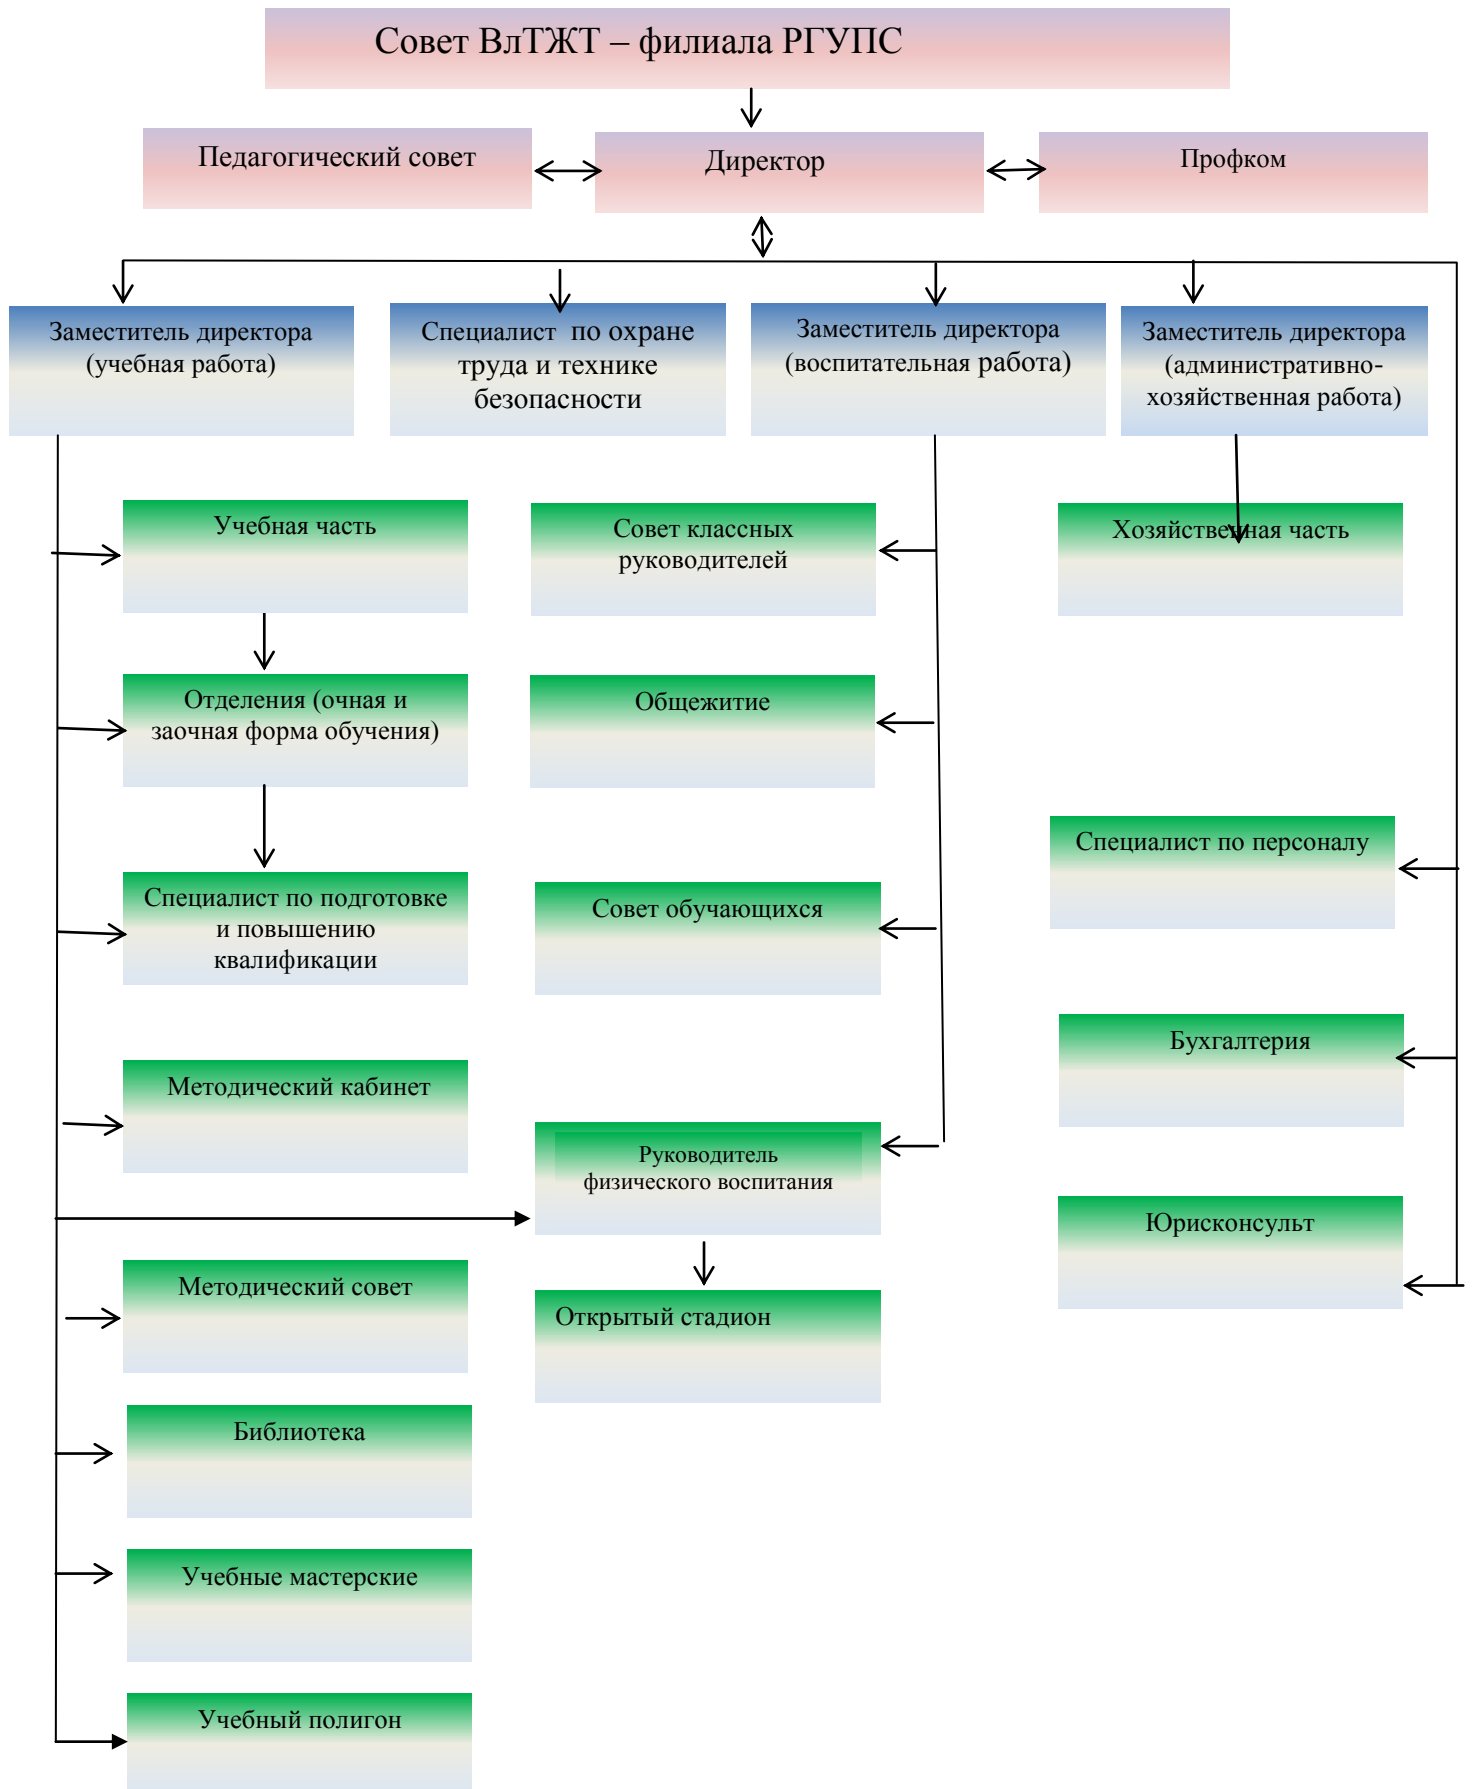 Совет ВлТЖТ – филиала РГУПС
Педагогический совет
Директор
Профком
Заместитель директора
(учебная работа)
Специалист по охране
труда и технике
безопасности
Заместитель директора
(воспитательная работа)
Заместитель директора
(административно-
хозяйственная работа)
Учебная часть
Совет классных
руководителей
Хозяйственная часть
Отделения (очная и
заочная форма обучения)
Общежитие
Специалист по персоналу
Специалист по подготовке
и повышению
квалификации
Совет обучающихся
Бухгалтерия
Методический кабинет
Руководитель
физического воспитания
Юрисконсульт
Методический совет
Открытый стадион
Библиотека
Учебные мастерские
Учебный полигон